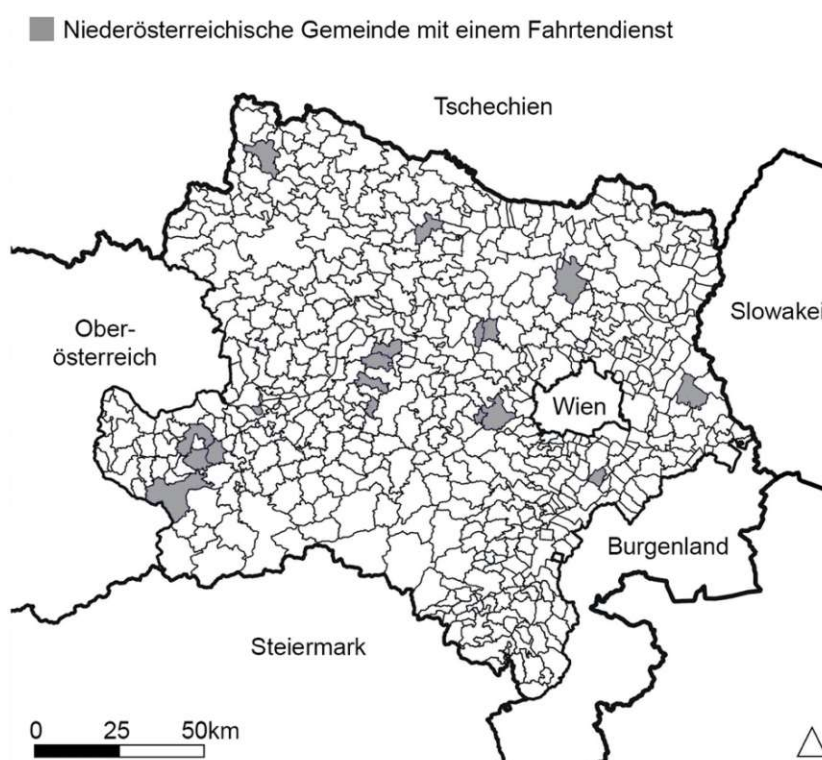 Niederösterreichische Gemeinde mit einem Fahrtendienst
Tschechien
Slowakei
Ober-
österreich
Wien
Burgenland
Steiermark
0 25 50km